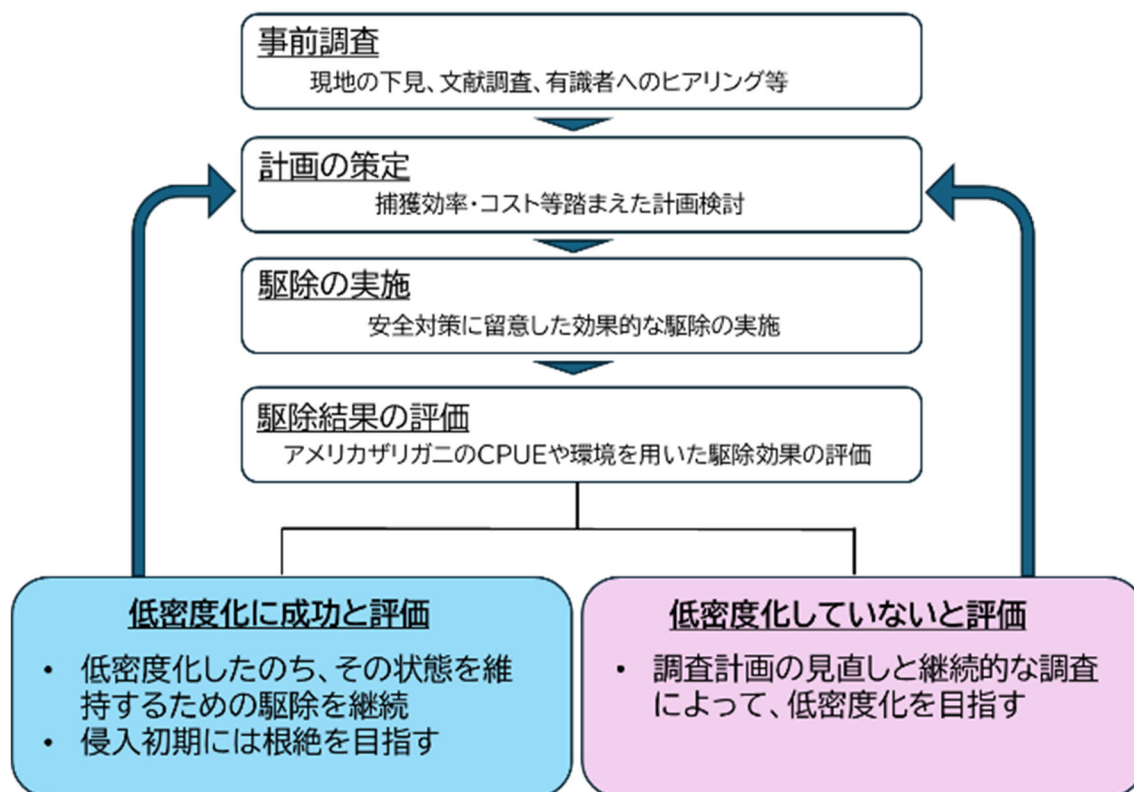 事前調査
現地の下見、文献調査、有識者へのヒアリング等
計画の策定
捕獲効率・コスト等踏まえた計画検討
駆除の実施
安全対策に留意した効果的な駆除の実施
駆除結果の評価
アメリカザリガニのCPUEや環境を用いた駆除効果の評価
低密度化に成功と評価
• 低密度化したのち、その状態を維
持するための駆除を継続
• 侵入初期には根絶を目指す
低密度化していないと評価
• 調査計画の見直しと継続的な調査
によって、低密度化を目指す